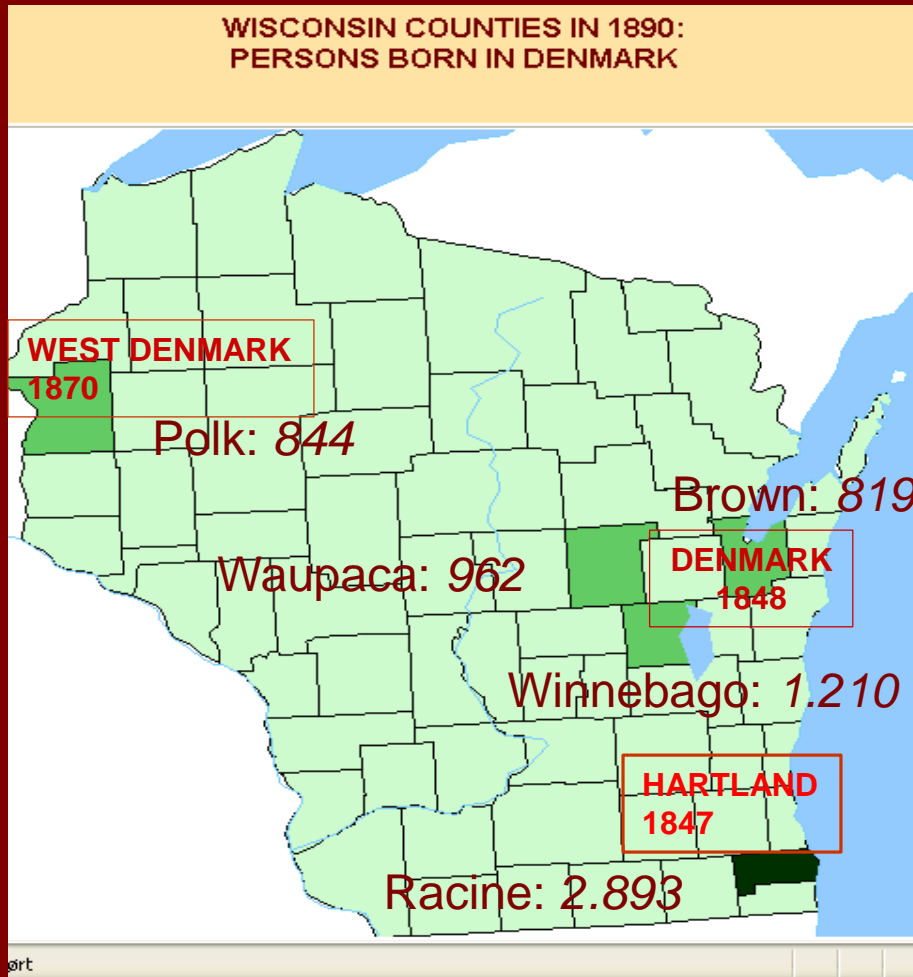 WISCONSIN COUNTIES IN 1890:
PERSONS BORN IN DENMARK
WEST DENMARK
1870
Polk: 844
Brown: 819
Waupaca: 962
DENMARK
1848
Winnebago: 1.210
HARTLAND
1847
Racine: 2.893
ørt